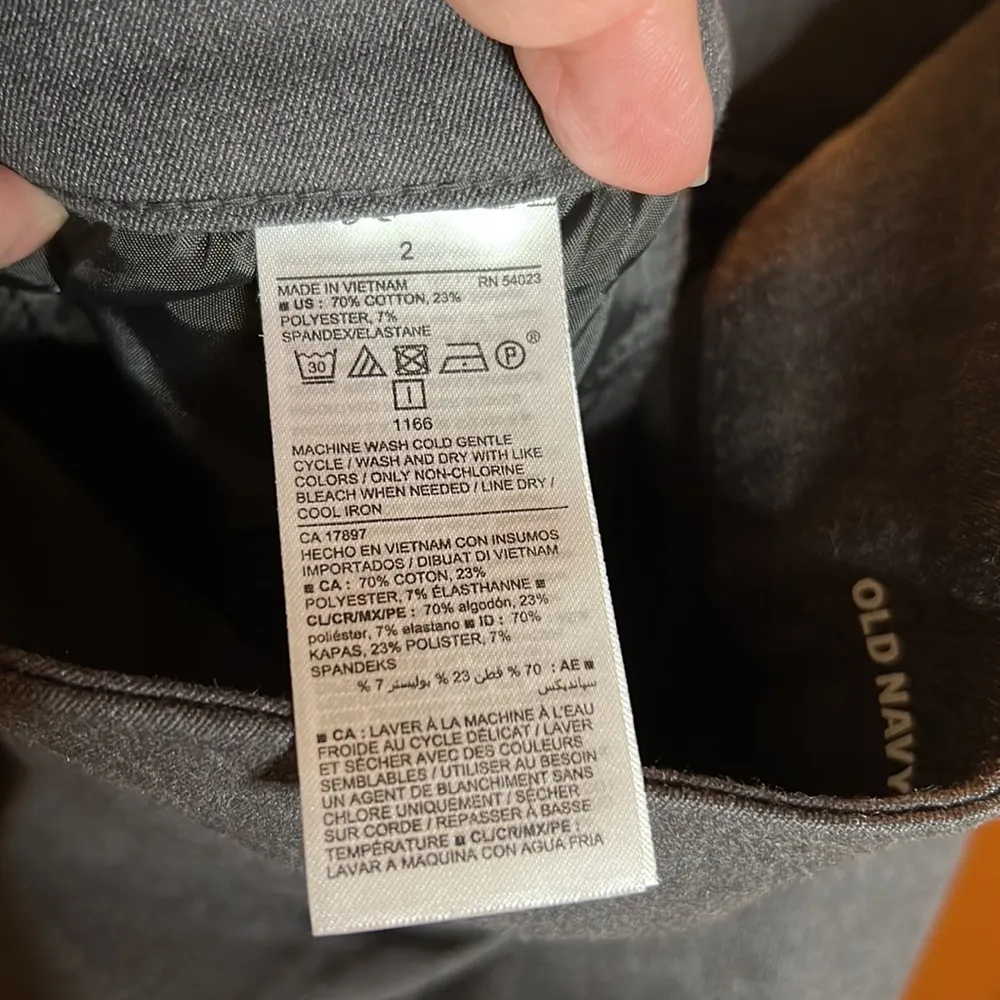 2
MADE IN VIETNAM RN 54023
US : 70% COTTON, 23%
POLYESTER, 7%
SPANDEX/ELASTANE
30 P ®
1166
MACHINE WASH COLD GENTLE
CYCLE / WASH AND DRY WITH LIKE
COLORS / ONLY NON-CHLORINE
BLEACH WHEN NEEDED / LINE DRY /
COOL IRON
CA 17897
HECHO EN VIETNAM CON INSUMOS
IMPORTADOS / DIBUAT DI VIETNAM
CA : 70% COTON, 23%
POLYESTER, 7% ÉLASTHANNE
CL/CR/MX/PE : 70% algodón, 23%
poliéster, 7% elastano ID : 70%
KAPAS, 23% POLISTER, 7%
SPANDEKS
AE : 70 % قطن 23 % بوليستر 7 %
سباندیکس
CA : LAVER À LA MACHINE À L'EAU
FROIDE AU CYCLE DÉLICAT / LAVER
ET SÉCHER AVEC DES COULEURS
SEMBLABLES / UTILISER AU BESOIN
UN AGENT DE BLANCHIMENT SANS
CHLORE UNIQUEMENT / SÉCHER
SUR CORDE / REPASSER À BASSE
TEMPÉRATURE CL/CR/MX/PE :
LAVAR A MAQUINA CON AGUA FRIA
OLD NAVY